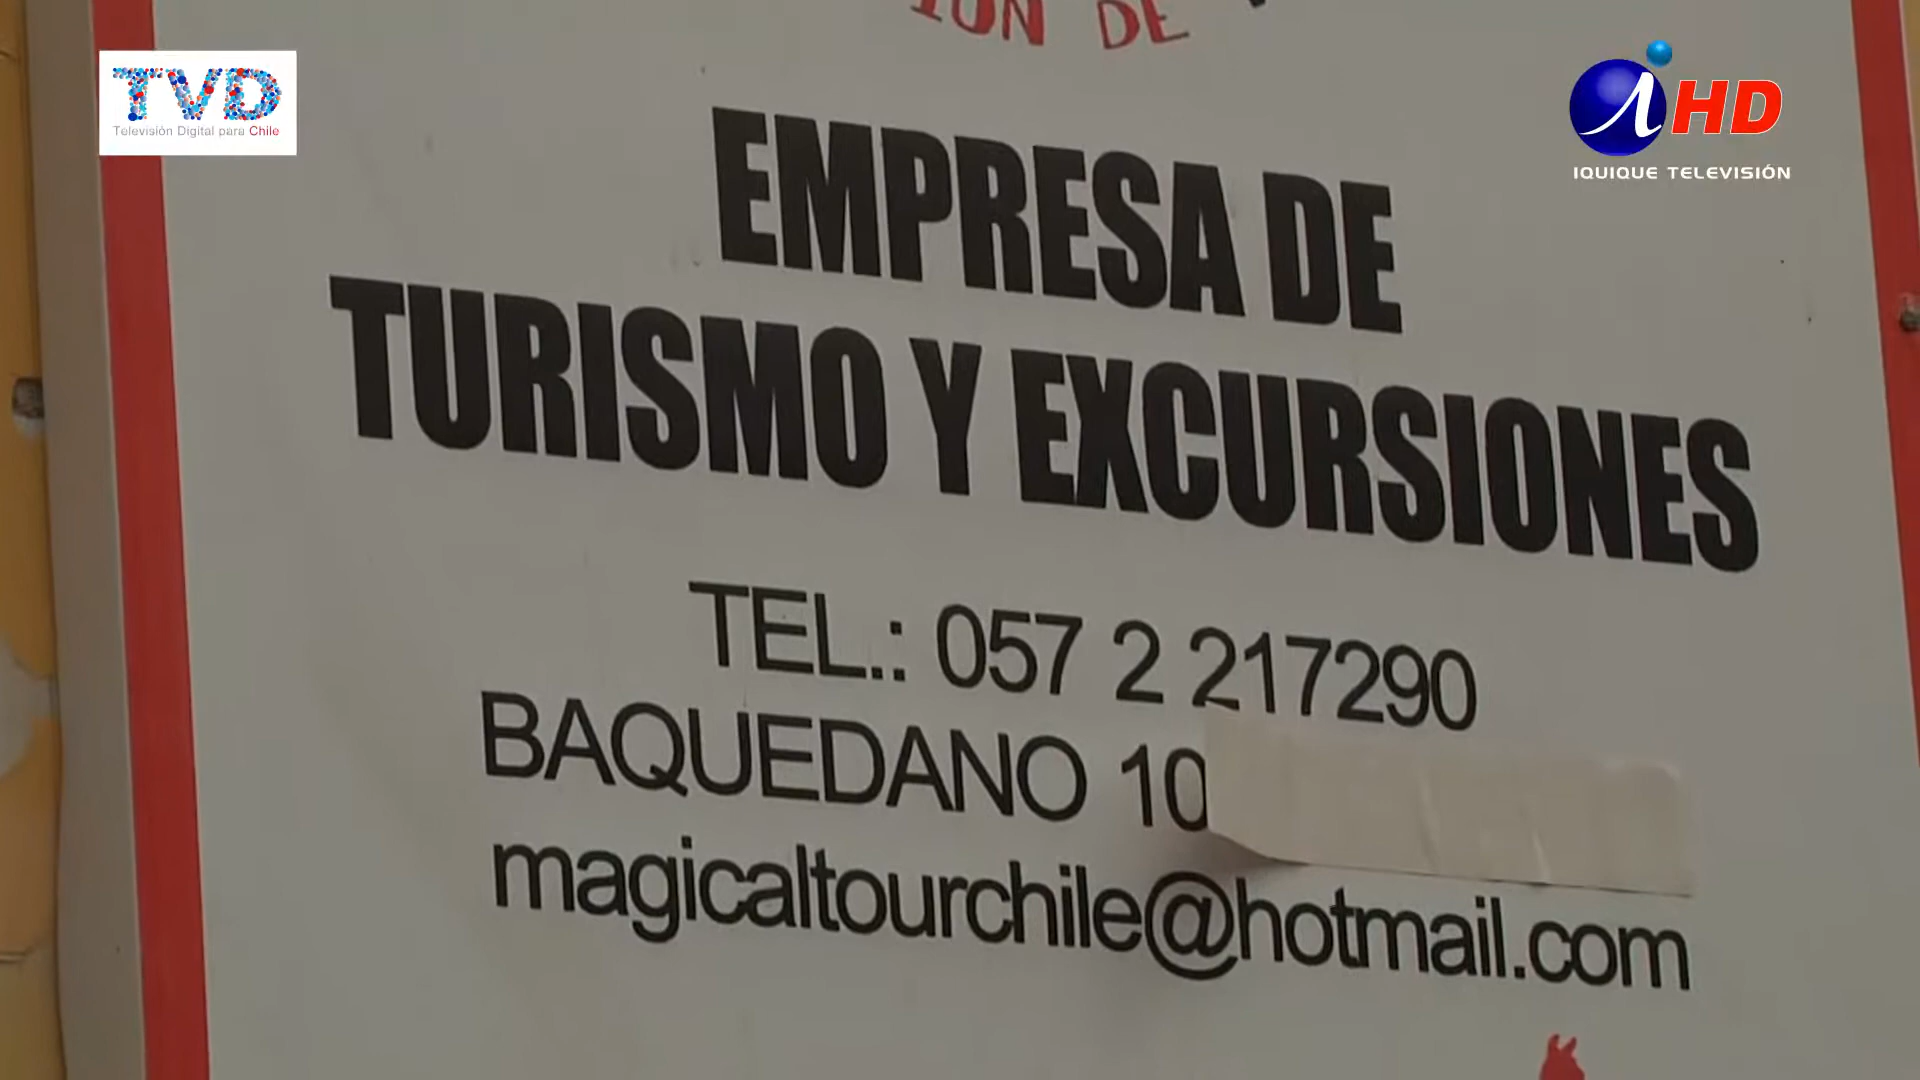 DE
TVD
Televisión Digital para Chile
HD
IQUIQUE TELEVISIÓN
EMPRESA DE
TURISMO Y EXCURSIONES
TEL.: 057 2 217290
BAQUEDANO 10
magicaltourchile@hotmail.com